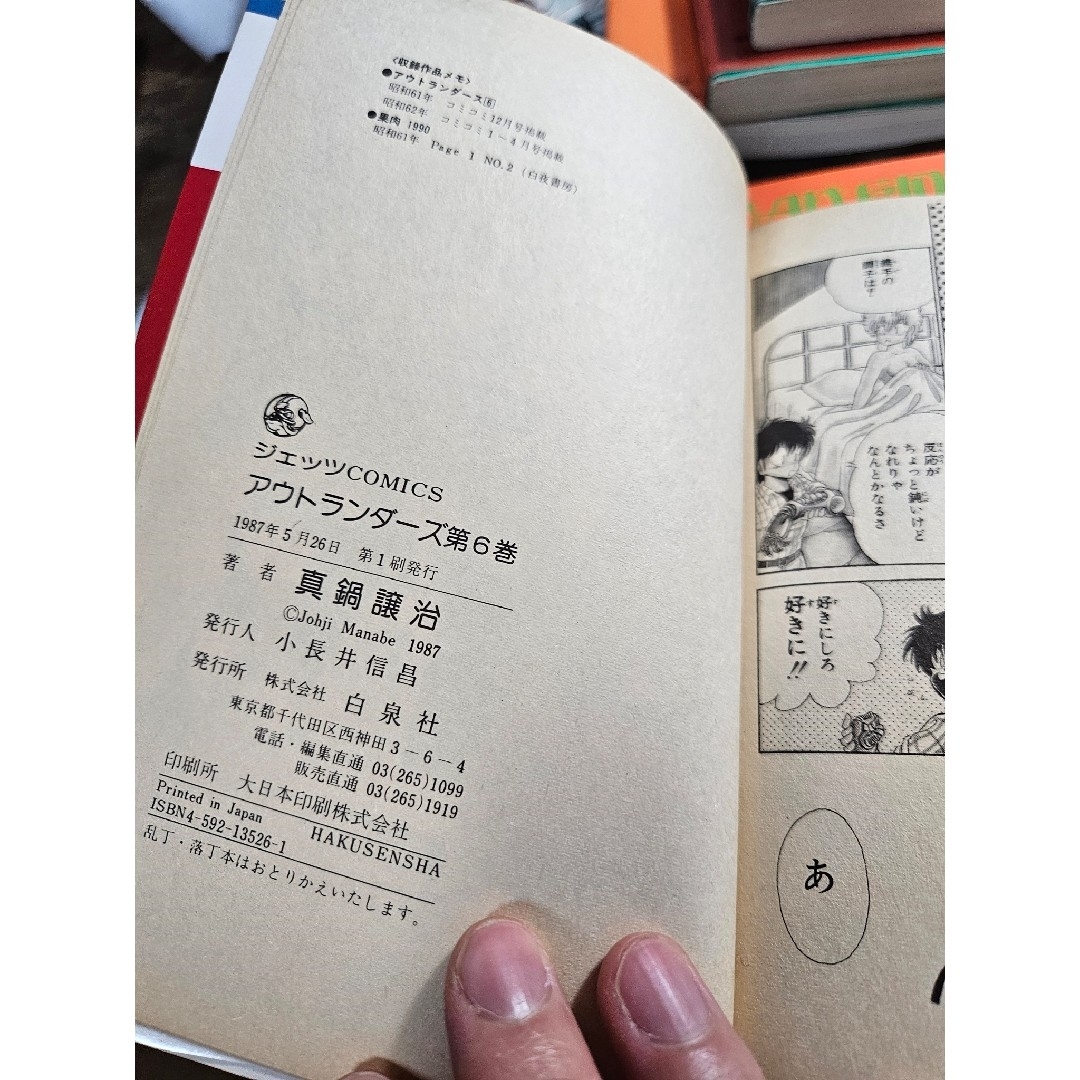 〈収録作品メモ〉
●アウトランダーズ⑥
昭和61年 コミコミ12月号掲載
昭和62年 コミコミ1－4月号掲載
●果肉 1990
昭和61年 Page 1 NO.2（白夜書房）
ジェッツCOMICS
アウトランダーズ第6巻
1987年5月26日 第1刷発行
著者 真鍋譲治
©Johji Manabe 1987
発行人 小長井信昌
発行所 株式会社 白泉社
東京都千代田区西神田3－6－4
電話・編集直通 03(265)1099
販売直通 03(265)1919
印刷所 大日本印刷株式会社
Printed in Japan HAKUSENSHA
ISBN4-592-13526-1
乱丁・落丁本はおとりかえいたします。
義手の
調子は？
反応が
ちょっと鈍いけど
なれりゃ
なんとかなるさ
好きにしろ
好きに!!
あ